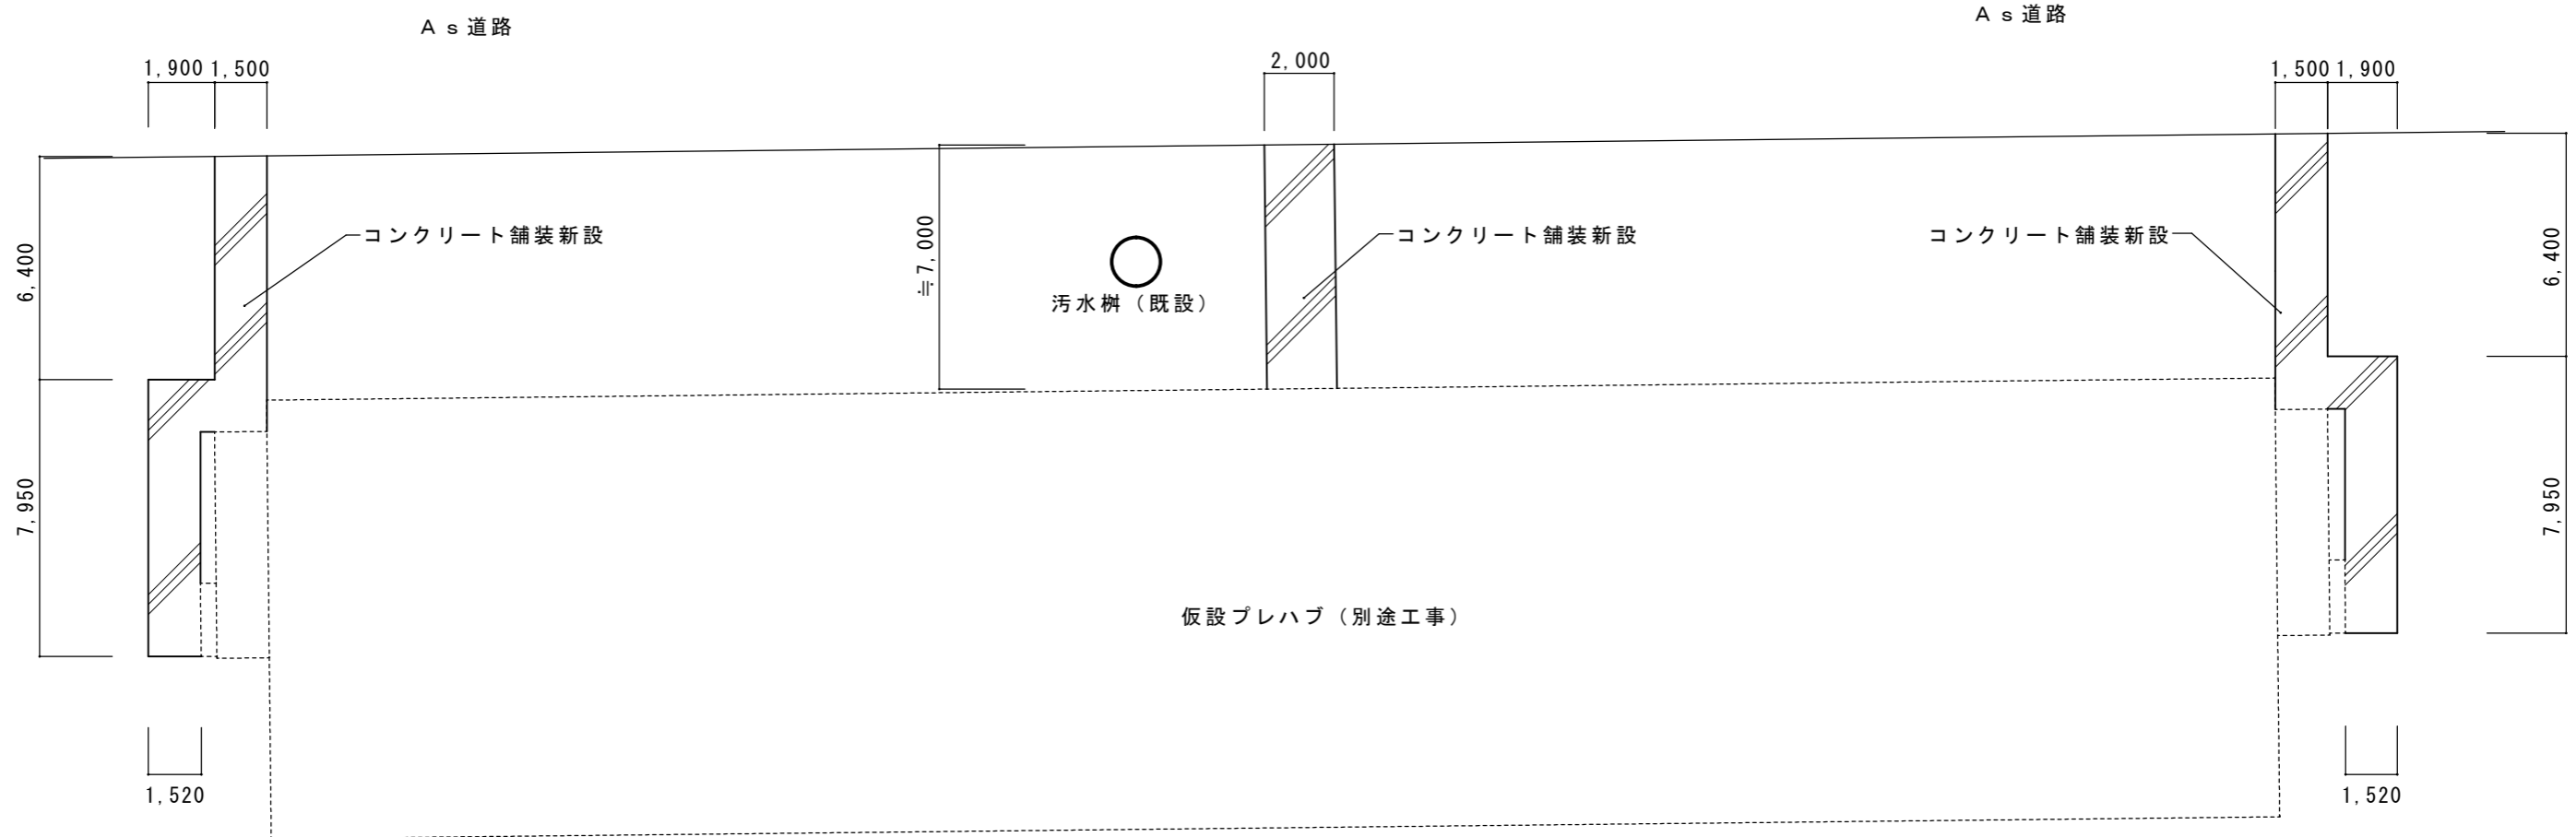 Ａｓ道路
Ａｓ道路
1,900
1,500
2,000
1,500
1,900
6,400
コンクリート舗装新設
≒7,000
汚水桝（既設）
コンクリート舗装新設
コンクリート舗装新設
6,400
7,950
7,950
仮設プレハブ（別途工事）
1,520
1,520